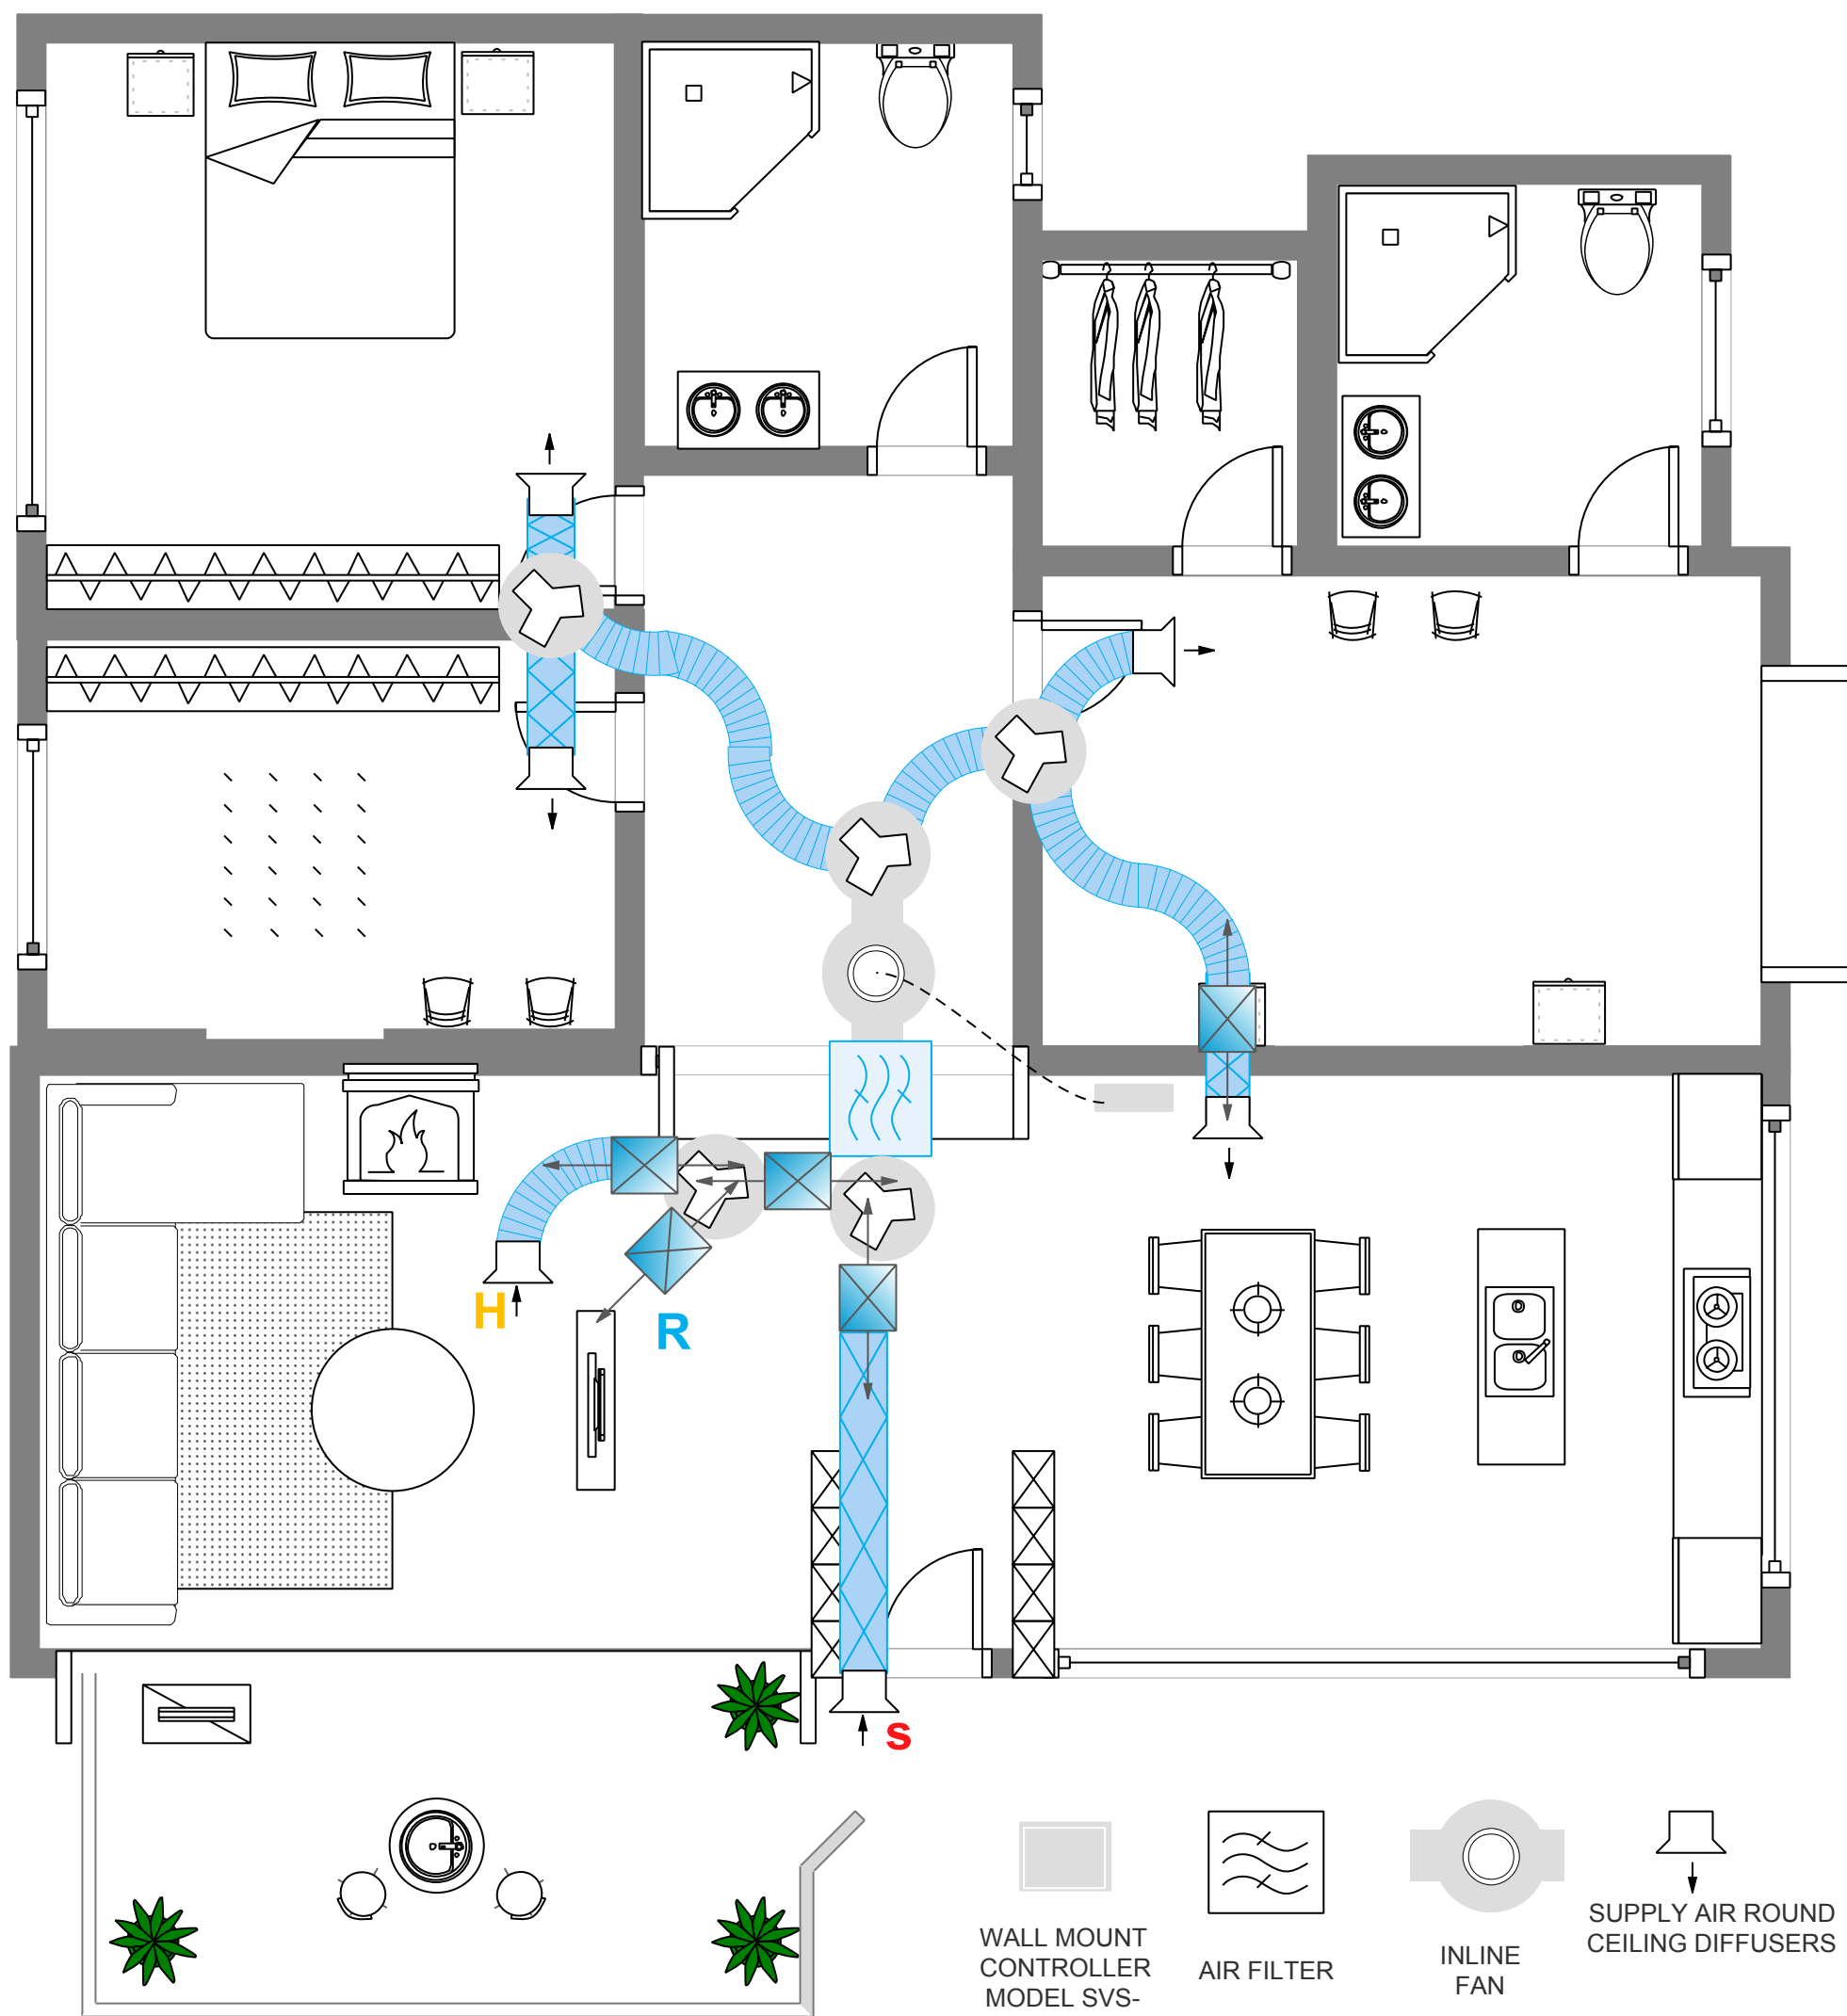 H
R
s
WALL MOUNT
CONTROLLER
MODEL SVS-
AIR FILTER
INLINE
FAN
SUPPLY AIR ROUND
CEILING DIFFUSERS